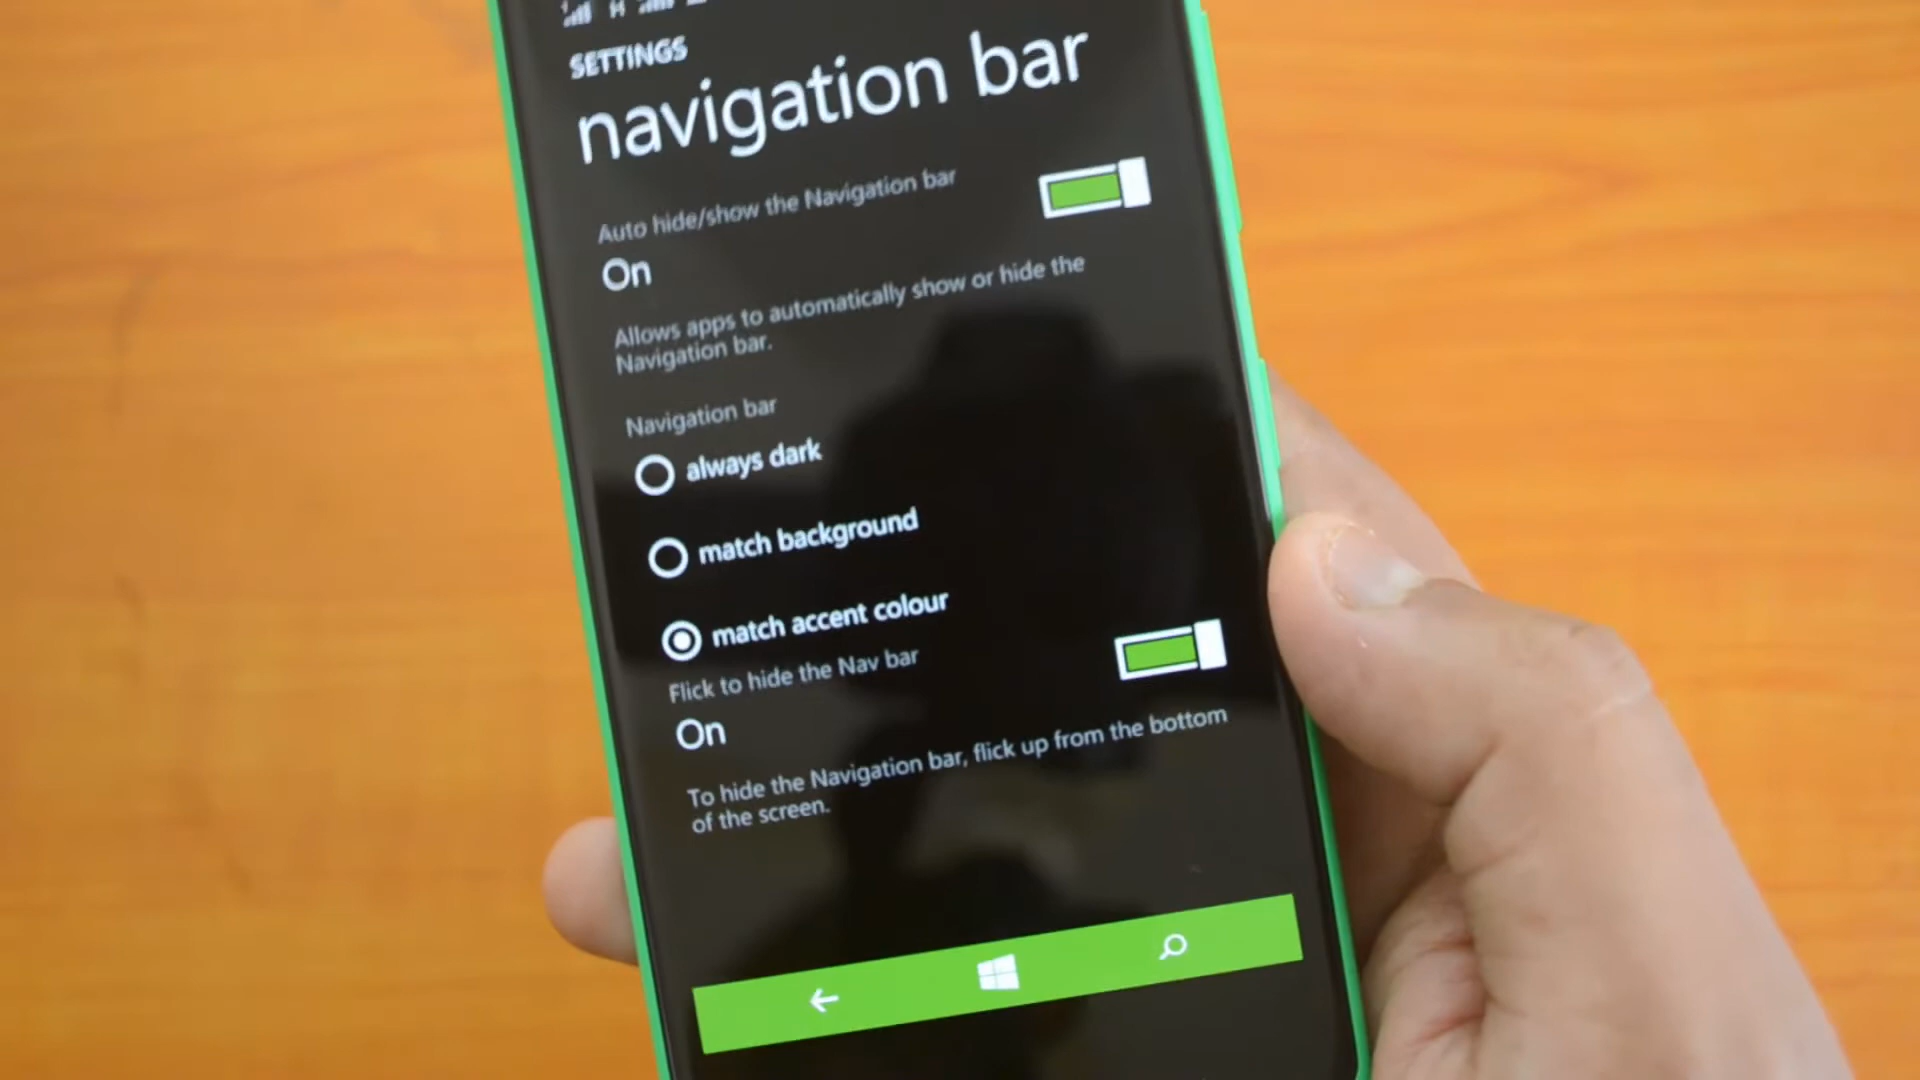 H
SETTINGS
navigation bar
Auto hide/show the Navigation bar
On
Allows apps to automatically show or hide the
Navigation bar.
Navigation bar
always dark
match background
match accent colour
Flick to hide the Nav bar
On
To hide the Navigation bar, flick up from the bottom
of the screen.